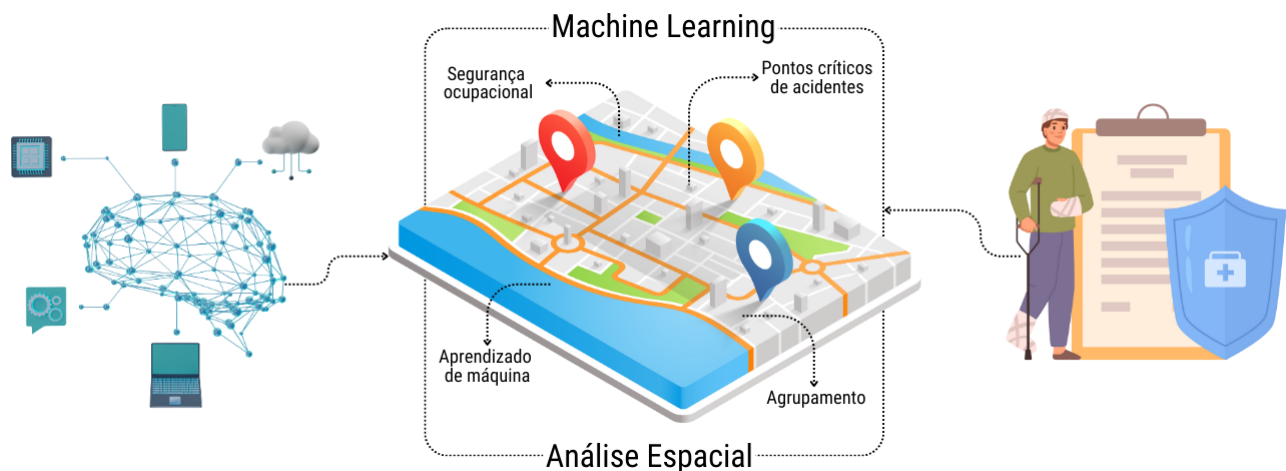 Machine Learning
Segurança
ocupacional
Pontos críticos
de acidentes
Aprendizado
de máquina
Agrupamento
Análise Espacial